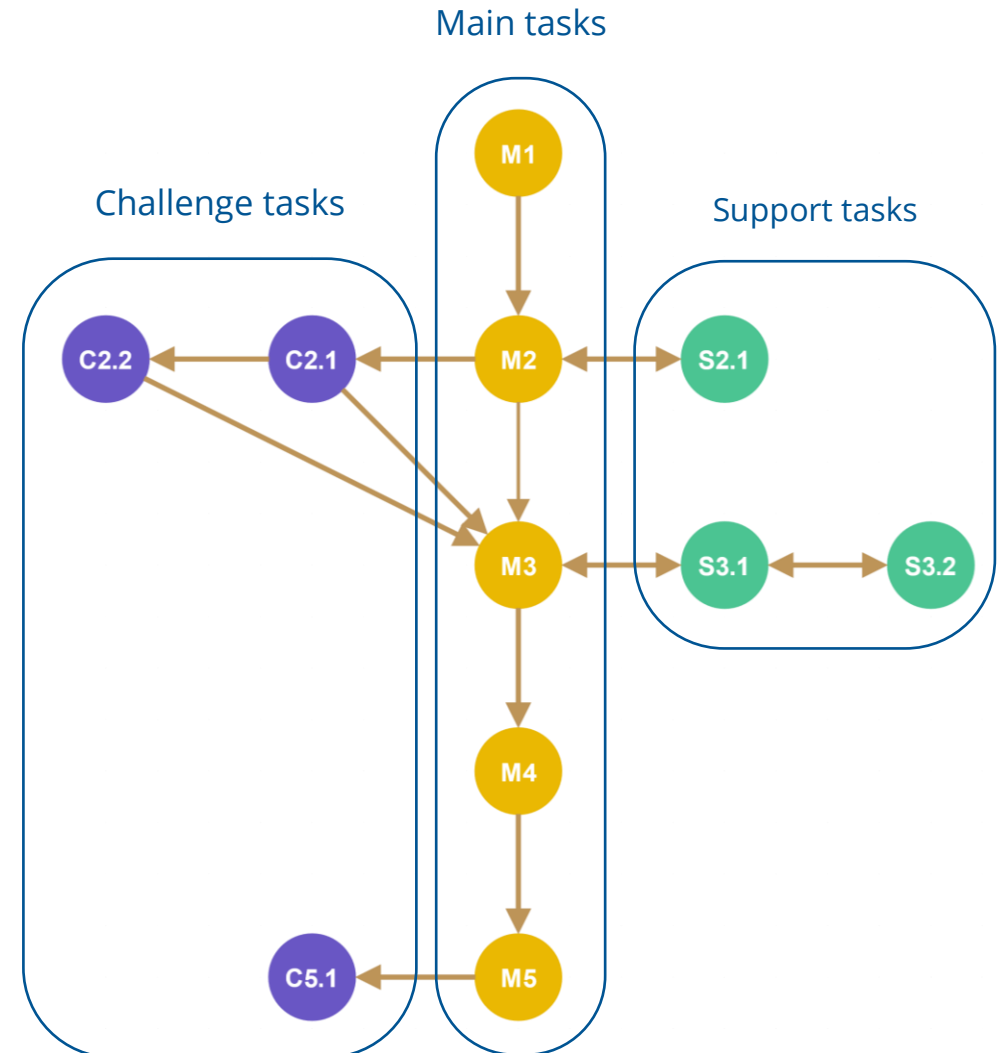 Main tasks
M1
Challenge tasks
Support tasks
C2.2 C2.1 M2 S2.1
M3 S3.1 S3.2
M4
C5.1 M5